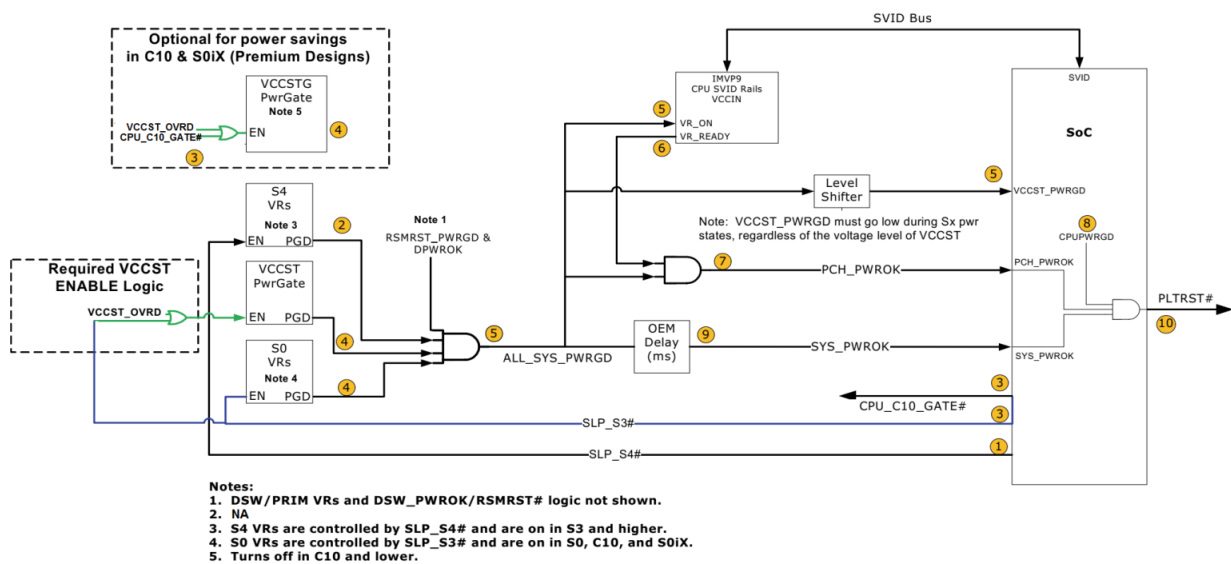 SVID Bus
Optional for power savings
in C10 & S0iX (Premium Designs)
VCCSTG
PwrGate
Note 5
VCCST_OVRD
CPU_C10_GATE#
EN
4
3
IMVP9
CPU SVID Rails
VCCIN
5
VR_ON
VR_READY
6
SVID
SoC
Level
Shifter
5
VCCST_PWRGD
Note: VCCST_PWRGD must go low during Sx pwr
states, regardless of the voltage level of VCCST
S4
VRs
Note 3
EN PGD
2
Note 1
RSMRST_PWRGD &
DPWROK
8
CPUPWRGD
7
PCH_PWROK
PCH_PWROK
Required VCCST
ENABLE Logic
VCCST_OVRD
VCCST
PwrGate
EN PGD
4
5
ALL_SYS_PWRGD
OEM
Delay
(ms)
9
SYS_PWROK
SYS_PWROK
PLTRST#
10
S0
VRs
Note 4
EN PGD
4
3
CPU_C10_GATE#
3
SLP_S3#
1
SLP_S4#
Notes:
1. DSW/PRIM VRs and DSW_PWROK/RSMRST# logic not shown.
2. NA
3. S4 VRs are controlled by SLP_S4# and are on in S3 and higher.
4. S0 VRs are controlled by SLP_S3# and are on in S0, C10, and S0iX.
5. Turns off in C10 and lower.